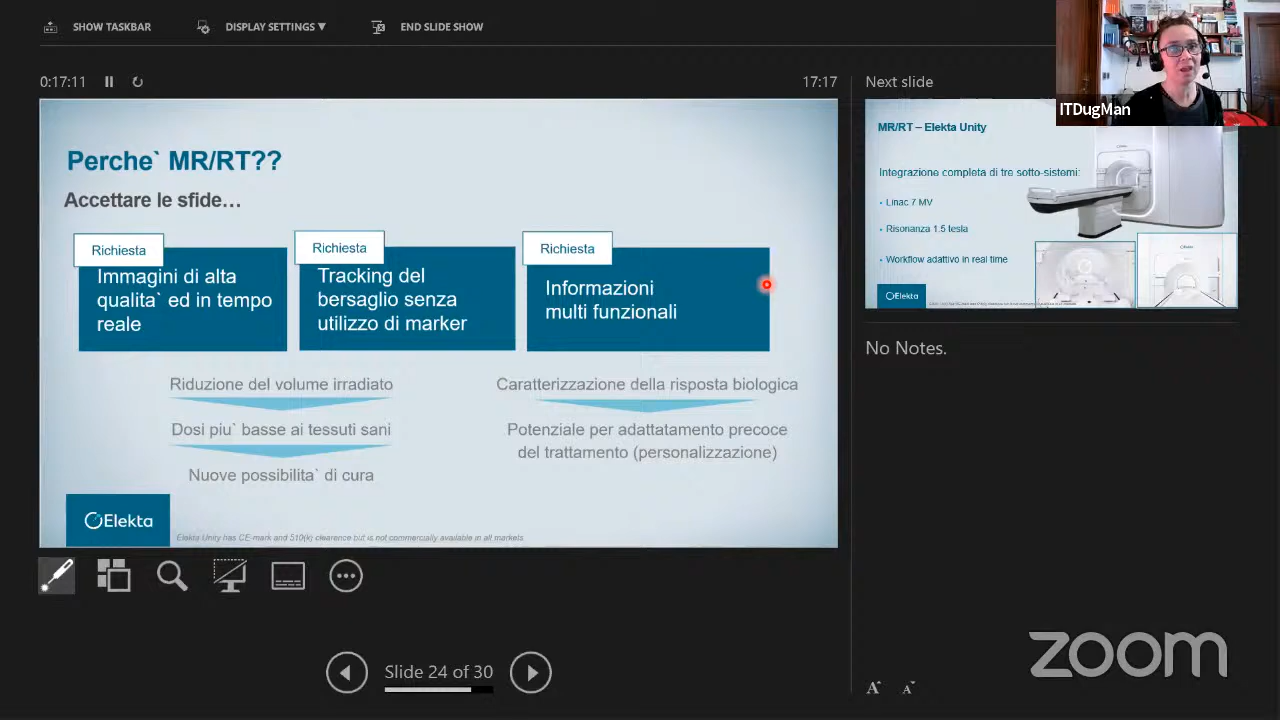 SHOW TASKBAR
DISPLAY SETTINGS ▼
END SLIDE SHOW
0:17:11
17:17
Next slide
ITDugMan
Perche` MR/RT??
Accettare le sfide…
Richiesta
Immagini di alta
qualita` ed in tempo
reale
Richiesta
Tracking del
bersaglio senza
utilizzo di marker
Richiesta
Informazioni
multi funzionali
Riduzione del volume irradiato
Dosi piu` basse ai tessuti sani
Nuove possibilita` di cura
Caratterizzazione della risposta biologica
Potenziale per adattatamento precoce
del trattamento (personalizzazione)
Elekta
Elekta Unity has CE-mark and 510(k) clearence but is not commercially available in all markets
MR/RT – Elekta Unity
Integrazione completa di tre sotto-sistemi:
• Linac 7 MV
• Risonanza 1.5 tesla
• Workflow adattivo in real time
Elekta
No Notes.
Slide 24 of 30
zoom
A A